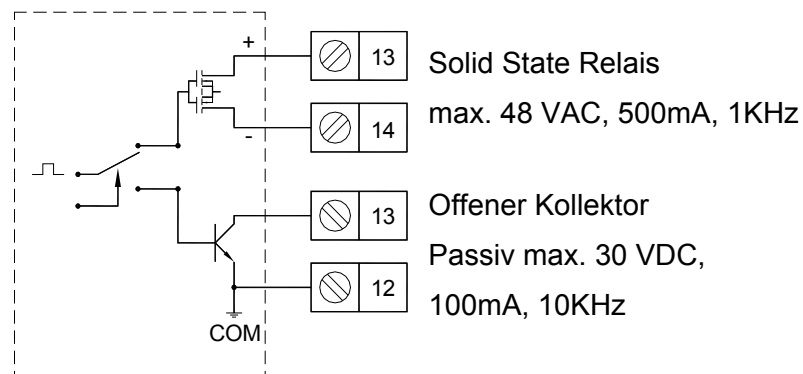 +
13
Solid State Relais
14
max. 48 VAC, 500mA, 1KHz
-
13
Offener Kollektor
Passiv max. 30 VDC,
12
100mA, 10KHz
COM